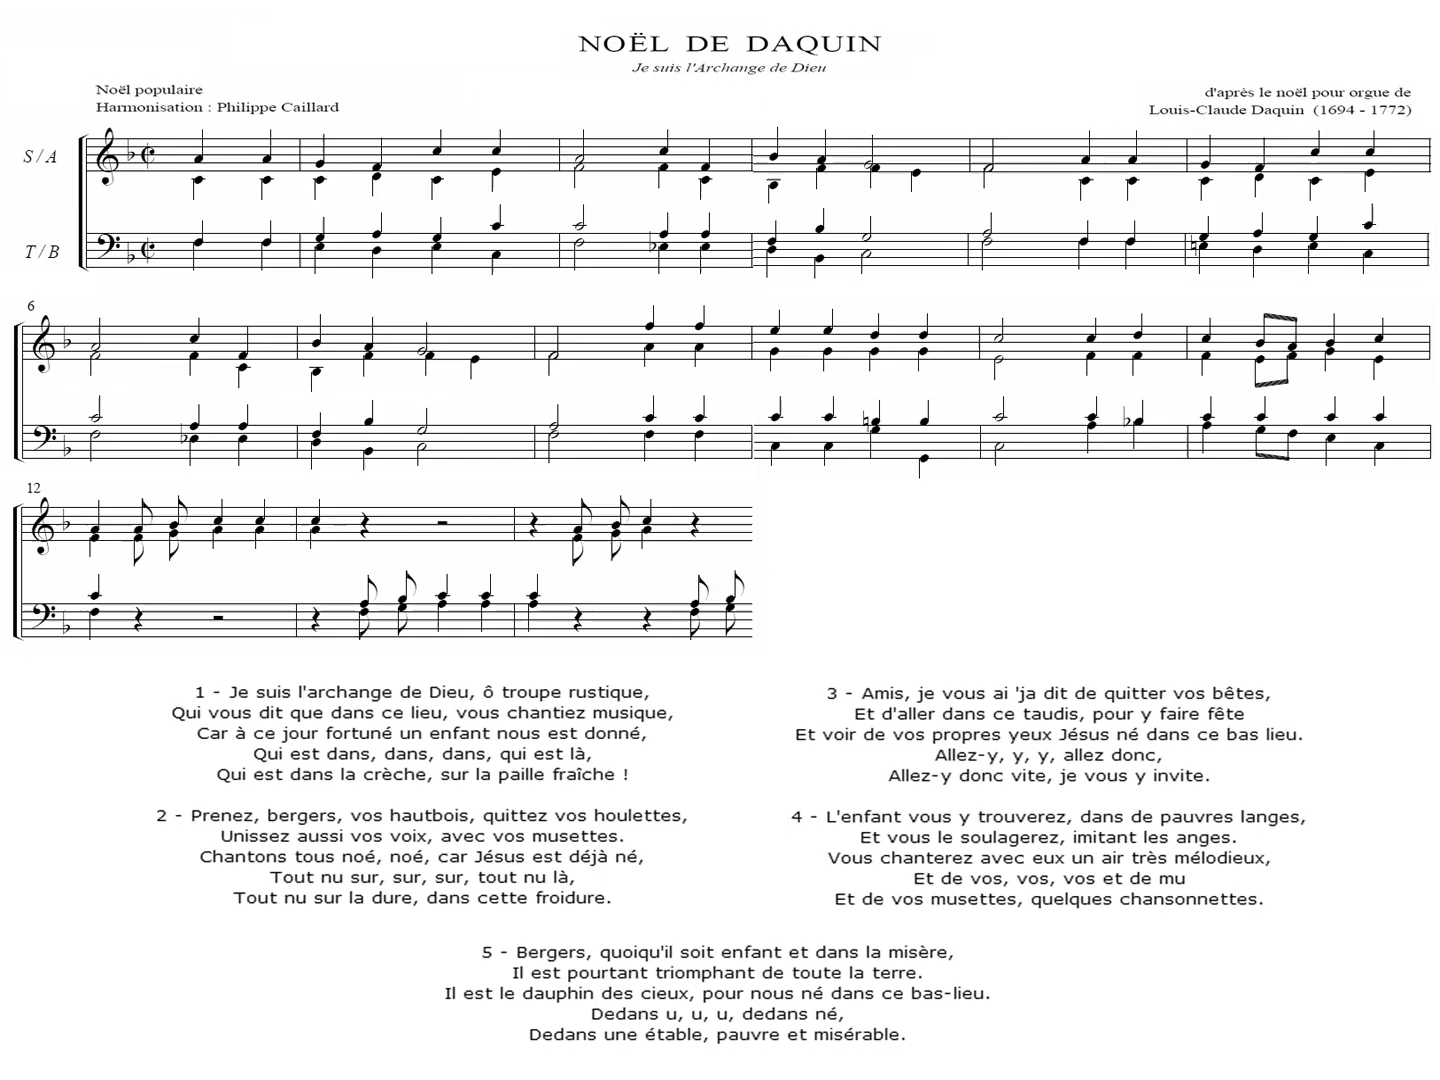 NOËL DE DAQUIN
Je suis l'Archange de Dieu
Noël populaire
Harmonisation : Philippe Caillard
d'après le noël pour orgue de
Louis-Claude Daquin (1694 - 1772)
S / A
T / B
6
12
1 - Je suis l'archange de Dieu, ô troupe rustique,
Qui vous dit que dans ce lieu, vous chantiez musique,
Car à ce jour fortuné un enfant nous est donné,
Qui est dans, dans, dans, qui est là,
Qui est dans la crèche, sur la paille fraîche !
2 - Prenez, bergers, vos hautbois, quittez vos houlettes,
Unissez aussi vos voix, avec vos musettes.
Chantons tous noé, noé, car Jésus est déjà né,
Tout nu sur, sur, sur, tout nu là,
Tout nu sur la dure, dans cette froidure.
3 - Amis, je vous ai 'ja dit de quitter vos bêtes,
Et d'aller dans ce taudis, pour y faire fête
Et voir de vos propres yeux Jésus né dans ce bas lieu.
Allez-y, y, y, allez donc,
Allez-y donc vite, je vous y invite.
4 - L'enfant vous y trouverez, dans de pauvres langes,
Et vous le soulagerez, imitant les anges.
Vous chanterez avec eux un air très mélodieux,
Et de vos, vos, vos et de mu
Et de vos musettes, quelques chansonnettes.
5 - Bergers, quoiqu'il soit enfant et dans la misère,
Il est pourtant triomphant de toute la terre.
Il est le dauphin des cieux, pour nous né dans ce bas-lieu.
Dedans u, u, u, dedans né,
Dedans une étable, pauvre et misérable.